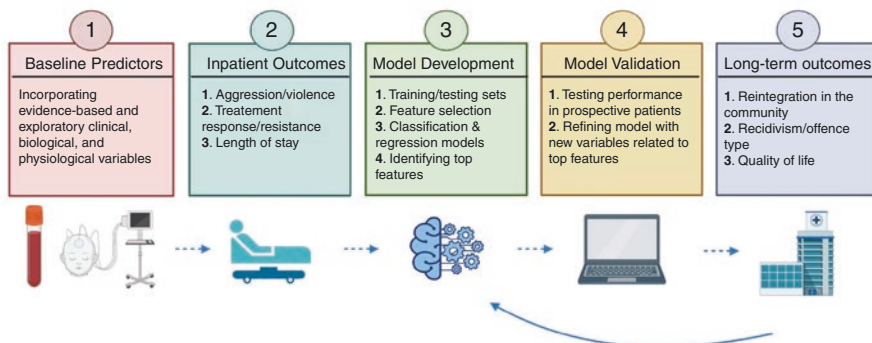 1
Baseline Predictors
Incorporating
evidence-based and
exploratory clinical,
biological, and
physiological variables
2
Inpatient Outcomes
1. Aggression/violence
2. Treatement
response/resistance
3. Length of stay
3
Model Development
1. Training/testing sets
2. Feature selection
3. Classification &
regression models
4. Identifying top
features
4
Model Validation
1. Testing performance
in prospective patients
2. Refining model with
new variables related to
top features
5
Long-term outcomes
1. Reintegration in the
community
2. Recidivism/offence
type
3. Quality of life